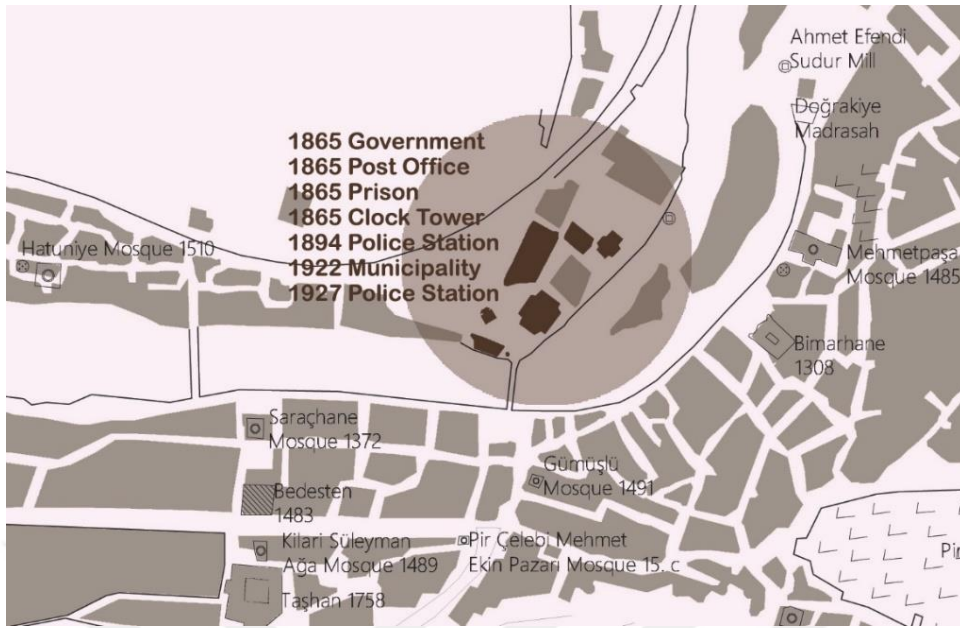 Ahmet Efendi
Sudur Mill
Doğrakiye
Madrasah
1865 Government
1865 Post Office
1865 Prison
1865 Clock Tower
1894 Police Station
1922 Municipality
1927 Police Station
Hatuniye Mosque 1510
Mehmetpaşa
Mosque 1485
Bimarhane
1308
Saraçhane
Mosque 1372
Gümüşlü
Mosque 1491
Bedesten
1483
Kilari Süleyman
Ağa Mosque 1489
Pir Çelebi Mehmet
Ekin Pazari Mosque 15. c
Taşhan 1758
Pir